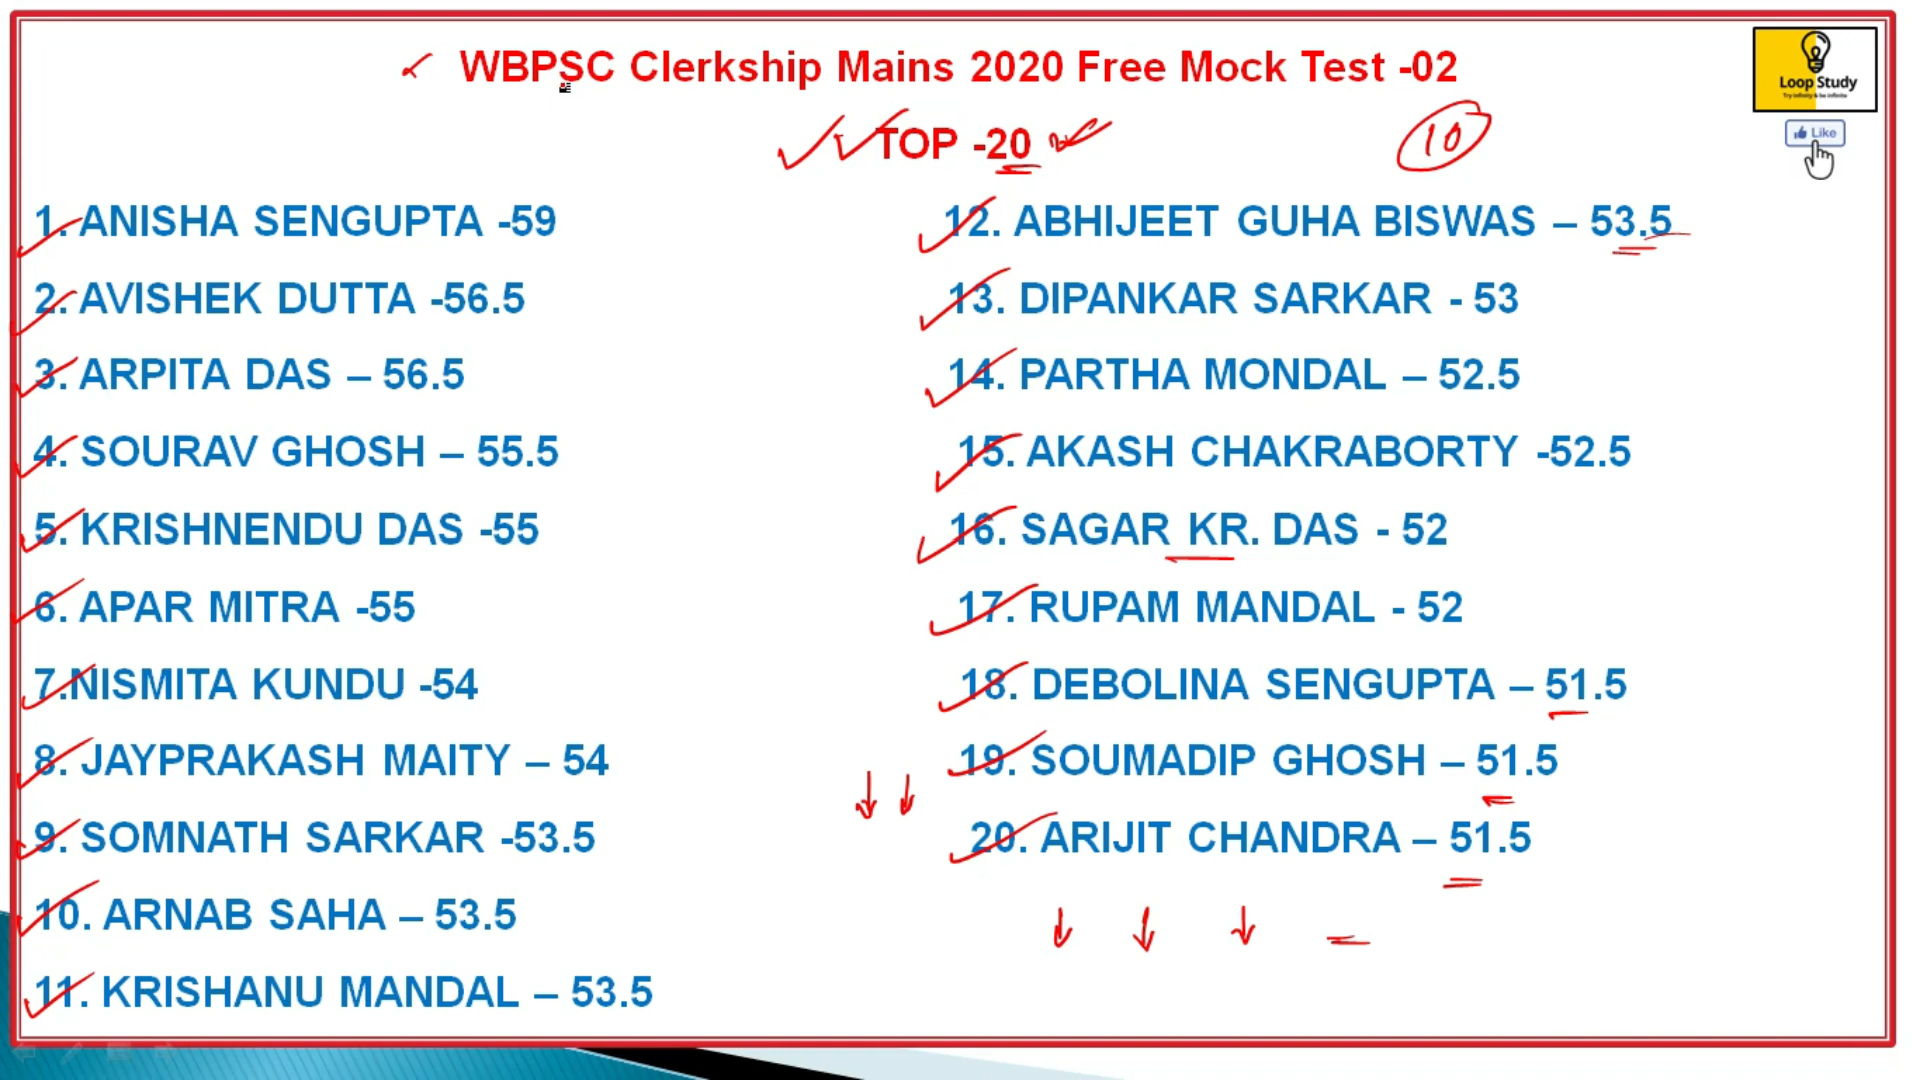 WBPSC Clerkship Mains 2020 Free Mock Test -02
TOP -20
10
Loop Study
Try infinity & be infinite
Like
1. ANISHA SENGUPTA -59
2. AVISHEK DUTTA -56.5
3. ARPITA DAS – 56.5
4. SOURAV GHOSH – 55.5
5. KRISHNENDU DAS -55
6. APAR MITRA -55
7.NISMITA KUNDU -54
8. JAYPRAKASH MAITY – 54
9. SOMNATH SARKAR -53.5
10. ARNAB SAHA – 53.5
11. KRISHANU MANDAL – 53.5
12. ABHIJEET GUHA BISWAS – 53.5
13. DIPANKAR SARKAR - 53
14. PARTHA MONDAL – 52.5
15. AKASH CHAKRABORTY -52.5
16. SAGAR KR. DAS - 52
17. RUPAM MANDAL - 52
18. DEBOLINA SENGUPTA – 51.5
19. SOUMADIP GHOSH – 51.5
20. ARIJIT CHANDRA – 51.5